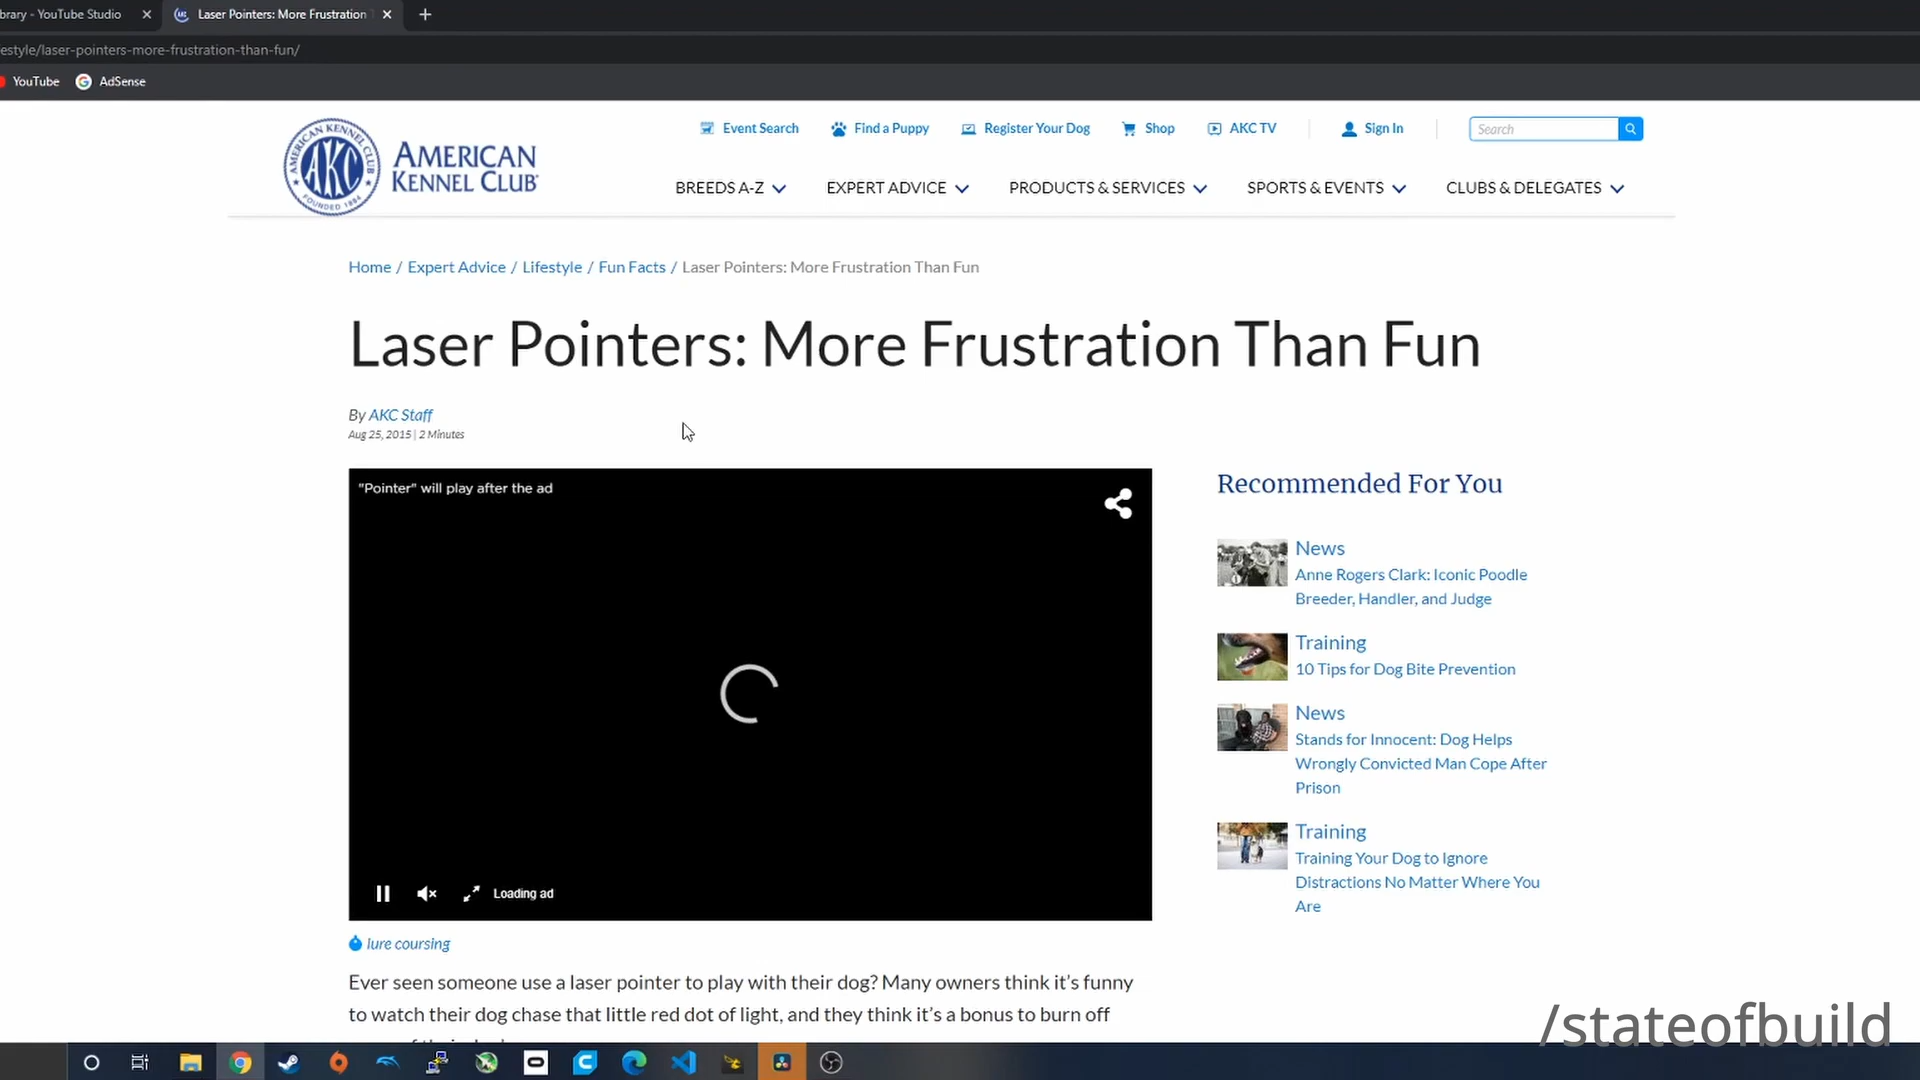 brary - YouTube Studio
Laser Pointers: More Frustration
estyle/laser-pointers-more-frustration-than-fun/
YouTube
AdSense
AMERICAN KENNEL CLUB
AKC
FOUNDED 1884
AMERICAN
KENNEL CLUB
Event Search
Find a Puppy
Register Your Dog
Shop
AKC TV
Sign In
Search
BREEDS A-Z
EXPERT ADVICE
PRODUCTS & SERVICES
SPORTS & EVENTS
CLUBS & DELEGATES
Home / Expert Advice / Lifestyle / Fun Facts / Laser Pointers: More Frustration Than Fun
Laser Pointers: More Frustration Than Fun
By AKC Staff
Aug 25, 2015 | 2 Minutes
"Pointer" will play after the ad
Loading ad
Recommended For You
News
Anne Rogers Clark: Iconic Poodle
Breeder, Handler, and Judge
Training
10 Tips for Dog Bite Prevention
News
Stands for Innocent: Dog Helps
Wrongly Convicted Man Cope After
Prison
Training
Training Your Dog to Ignore
Distractions No Matter Where You
Are
lure coursing
Ever seen someone use a laser pointer to play with their dog? Many owners think it's funny
to watch their dog chase that little red dot of light, and they think it's a bonus to burn off
/stateofbuild